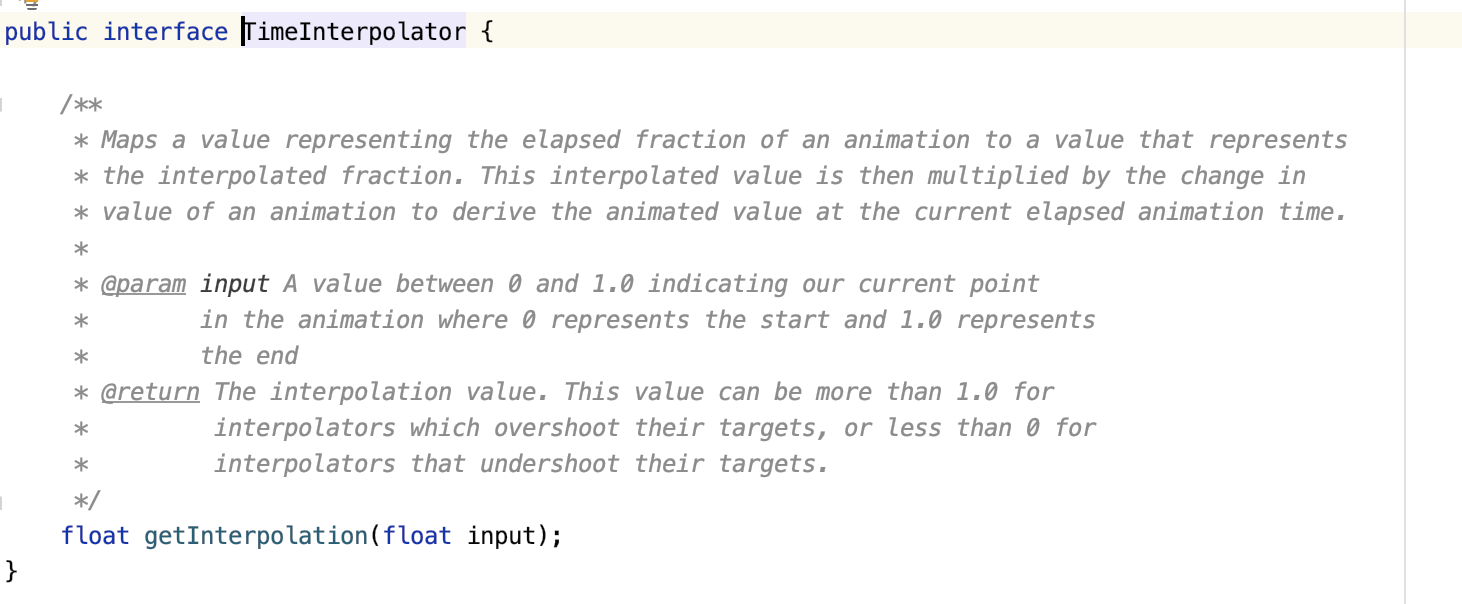 public interface TimeInterpolator {
/**
* Maps a value representing the elapsed fraction of an animation to a value that represents
* the interpolated fraction. This interpolated value is then multiplied by the change in
* value of an animation to derive the animated value at the current elapsed animation time.
*
* @param input A value between 0 and 1.0 indicating our current point
* in the animation where 0 represents the start and 1.0 represents
* the end
* @return The interpolation value. This value can be more than 1.0 for
* interpolators which overshoot their targets, or less than 0 for
* interpolators that undershoot their targets.
*/
float getInterpolation(float input);
}